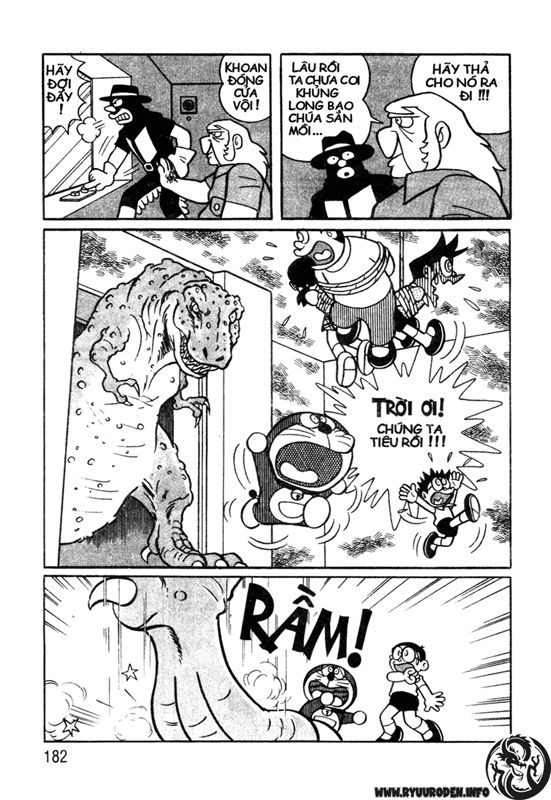 HÃY
ĐỢI
ĐẤY!
KHOAN
ĐÓNG
CỬA
VỘI!
LÂU RỒI
TA CHƯA COI
KHỦNG
LONG BẠO
CHÚA SĂN
MỒI...
HÃY THẢ
CHO NÓ RA
ĐI!!!
TRỜI ƠI!
CHÚNG TA
TIÊU RỒI!!!
RẦM!
182
WWW.RYUURODEN.INFO